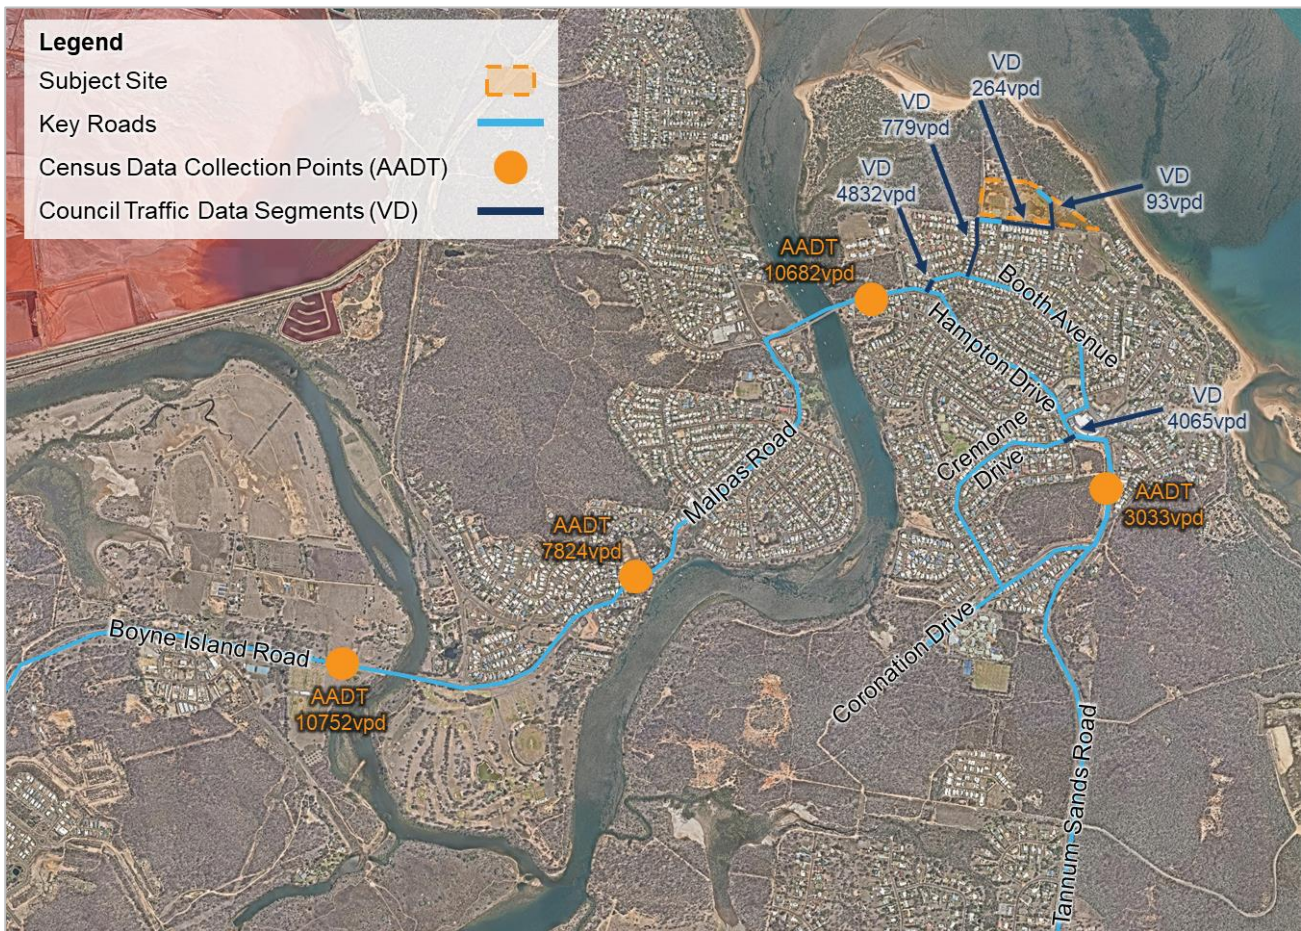 Legend
Subject Site
Key Roads
Census Data Collection Points (AADT)
Council Traffic Data Segments (VD)
VD
264vpd
VD
779vpd
VD
4832vpd
VD
93vpd
AADT
10682vpd
Booth Avenue
Hampton Drive
VD
4065vpd
Cremorne
Drive
Malpas Road
AADT
3033vpd
AADT
7824vpd
Boyne Island Road
AADT
10752vpd
Coronation Drive
Tannum Sands Road